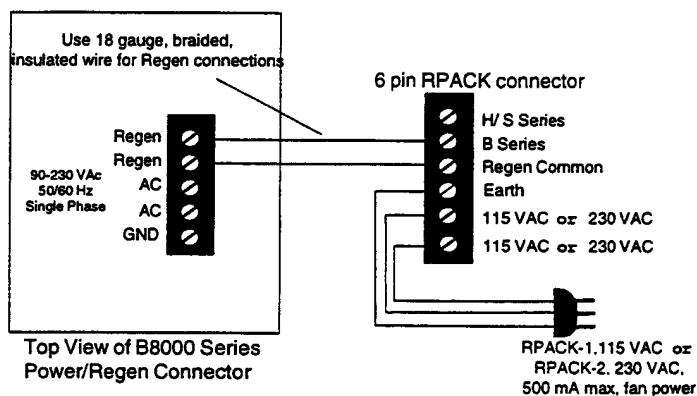 Use 18 gauge, braided,
insulated wire for Regen connections
6 pin RPACK connector
H/ S Series
B Series
Regen Common
Earth
115 VAC or 230 VAC
115 VAC or 230 VAC
Regen
Regen
AC
AC
GND
90-230 VAc
50/60 Hz
Single Phase
Top View of B8000 Series
Power/Regen Connector
RPACK-1.115 VAC or
RPACK-2. 230 VAC,
500 mA max, fan power